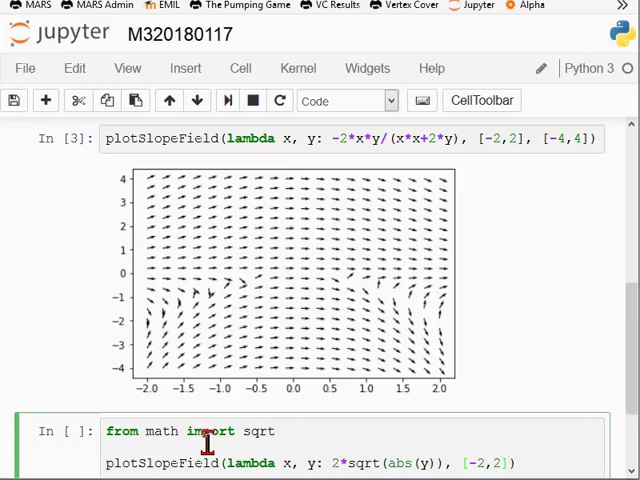 MARS MARS Admin EMIL The Pumping Game VC Results Vertex Cover Jupyter Alpha
jupyter M320180117
File Edit View Insert Cell Kernel Widgets Help Python 3
Code CellToolbar
In [3]: plotSlopeField(lambda x, y: -2*x*y/(x*x+2*y), [-2,2], [-4,4])
4
3
2
1
0
-1
-2
-3
-4
-2.0 -1.5 -1.0 -0.5 0.0 0.5 1.0 1.5 2.0
In [ ]: from math import sqrt
plotSlopeField(lambda x, y: 2*sqrt(abs(y)), [-2,2])